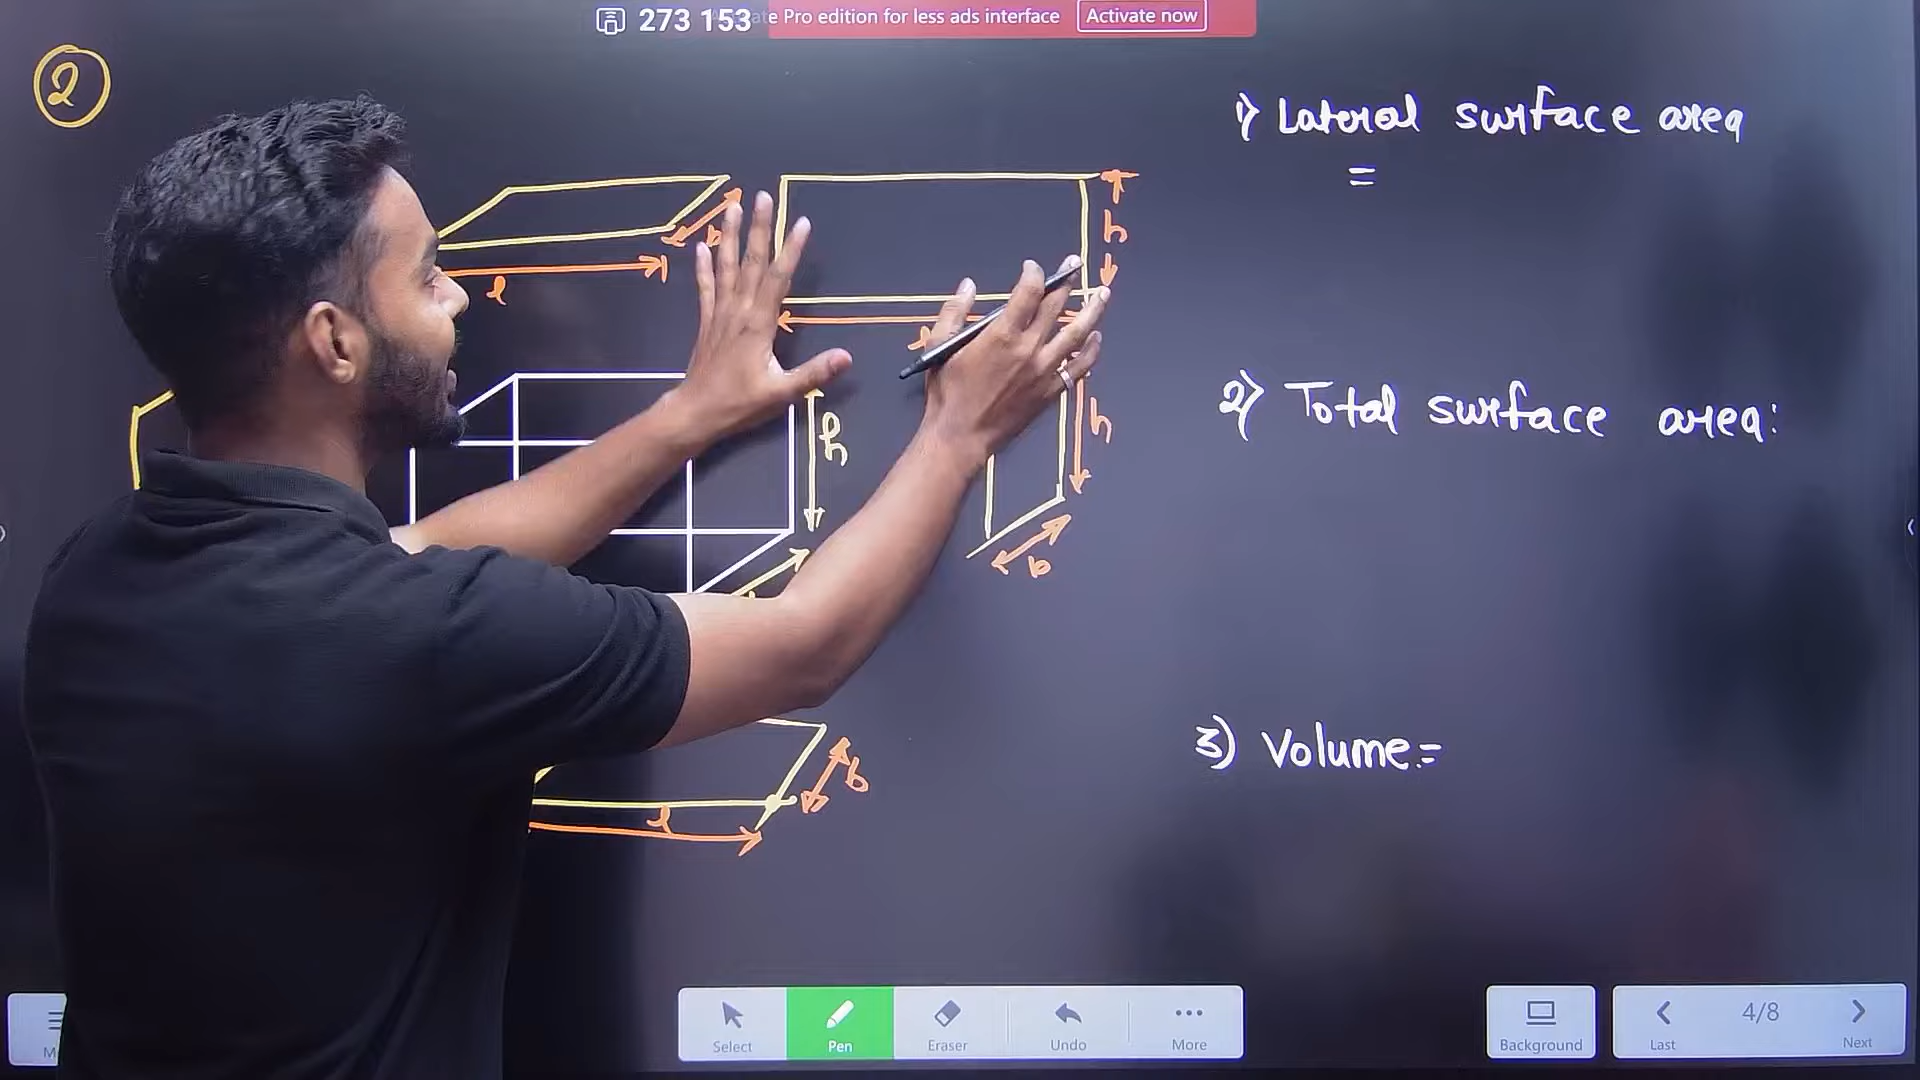 273 153
te Pro edition for less ads interface
Activate now
2
1) Lateral surface area
=
b
h
l
l
h
h
2) Total surface area:
b
3) Volume:=
b
l
Select
Pen
Eraser
Undo
More
Background
Last
4/8
Next